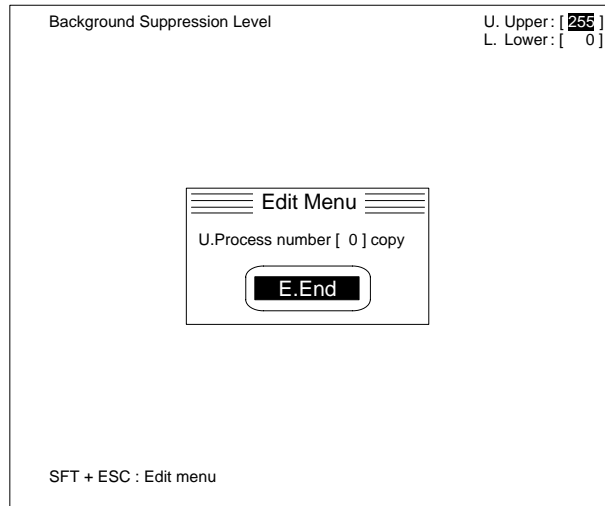 Background Suppression Level
U. Upper : [ 255 ]
L. Lower : [ 0 ]
Edit Menu
U.Process number [ 0 ] copy
E.End
SFT + ESC : Edit menu